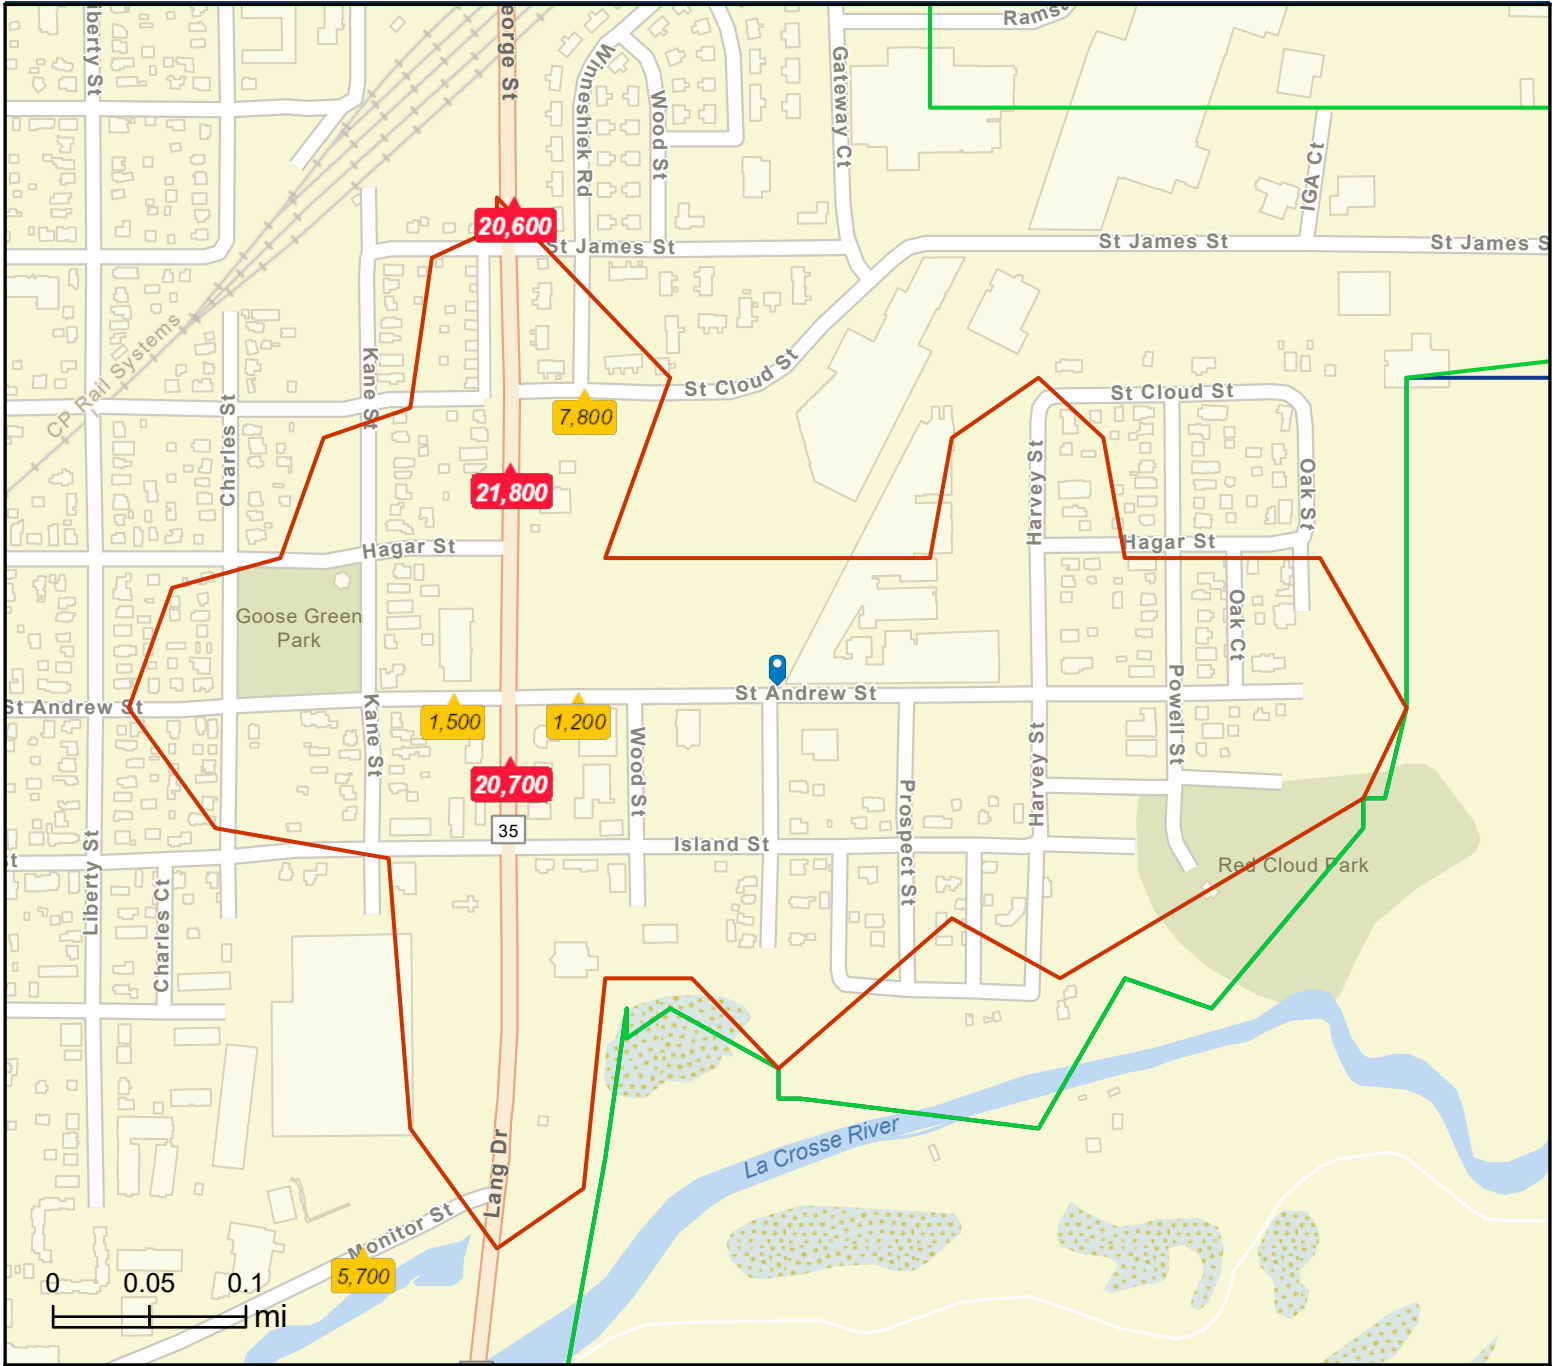 Liberty St
eorge St
Ramsa
Winneshiek Rd
Wood St
Gateway Ct
IGA Ct
20,600
St James St
St James St
St James S
CP Rail Systems
Kane St
St Cloud St
St Cloud St
Charles St
7,800
21,800
Harvey St
Oak St
Hagar St
Hagar St
Goose Green
Park
Oak Ct
St Andrew St
St Andrew St
1,500
1,200
Kane St
Powell St
Harvey St
Wood St
20,700
Prospect St
35
Island St
Red Cloud Park
Liberty St
Charles Ct
La Crosse River
Lang Dr
Monitor St
5,700
0 0.05 0.1
mi